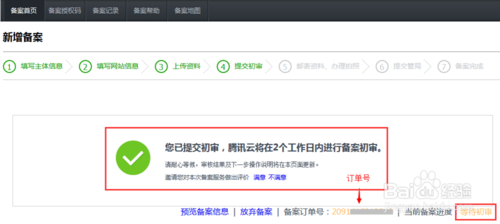 备案首页 备案授权码 备案记录 备案帮助 备案地图
新增备案
1 填写主体信息 2 填写网站信息 3 上传资料 4 提交初审 5 邮寄资料、办理拍照 6 提交管局 7 备案完成
您已提交初审，腾讯云将在2个工作日内进行备案初审。
请耐心等候，审核结果及下一步操作说明将在本页面更新。
邀请您对本次备案服务做出评价 满意 不满意
订单号
预览备案信息 | 放弃备案 | 备案订单号：2091 | 当前备案进度：等待初审
Baidu 经验